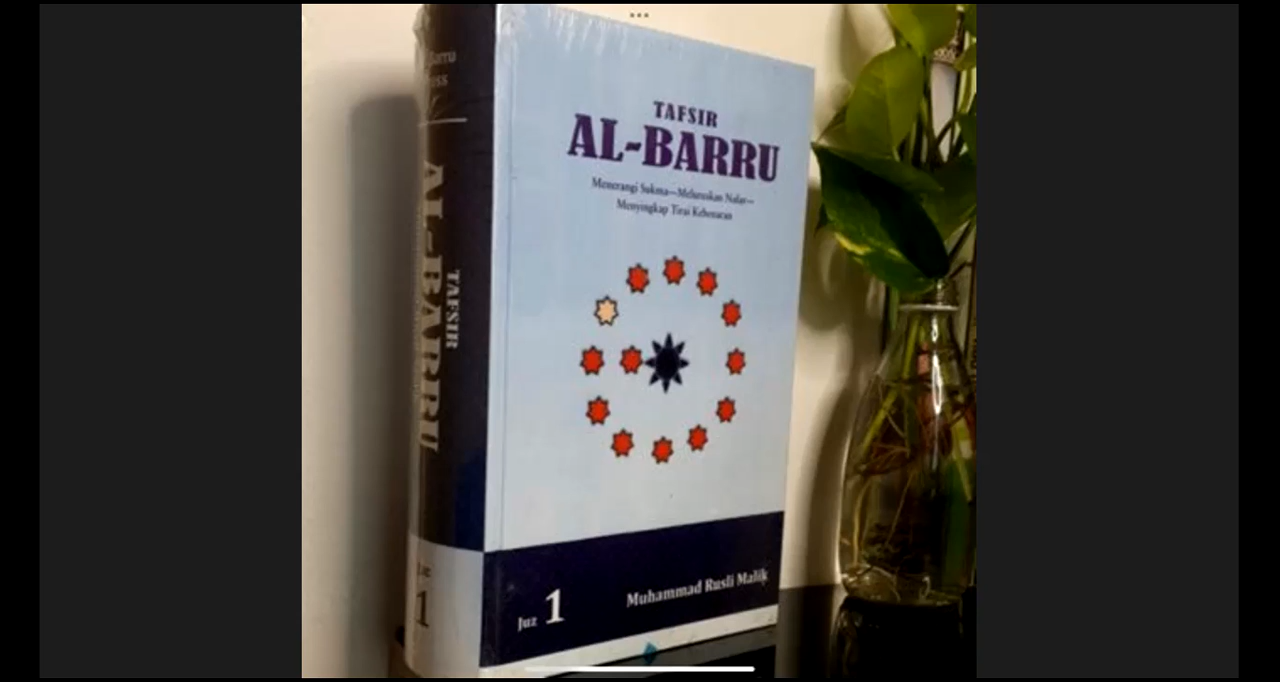 TAFSIR
AL-BARRU
Menerangi Sukma—Meluruskan Nalar—
Menyingkap Tirai Kebenaran
Juz 1
Muhammad Rusli Malik
Barru
TAFSIR
AL-BARRU
1